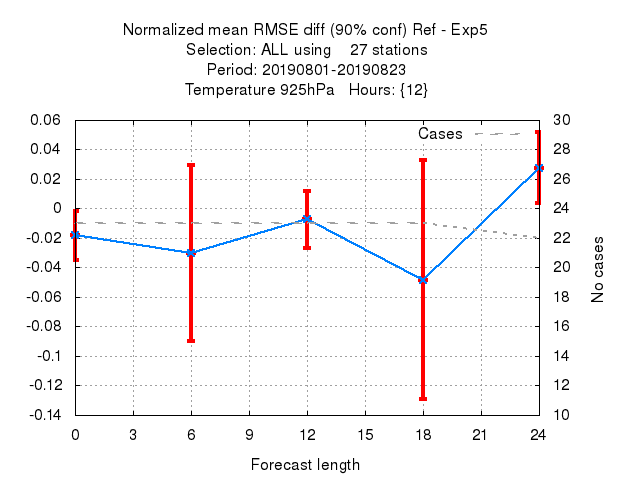 Normalized mean RMSE diff (90% conf) Ref - Exp5
Selection: ALL using    27 stations
Period: 20190801-20190823
Temperature 925hPa   Hours: {12}
0.06
0.04
0.02
0
-0.02
-0.04
-0.06
-0.08
-0.1
-0.12
-0.14
Cases
30
28
26
24
22
20
18
16
14
12
10
No cases
0 3 6 9 12 15 18 21 24
Forecast length